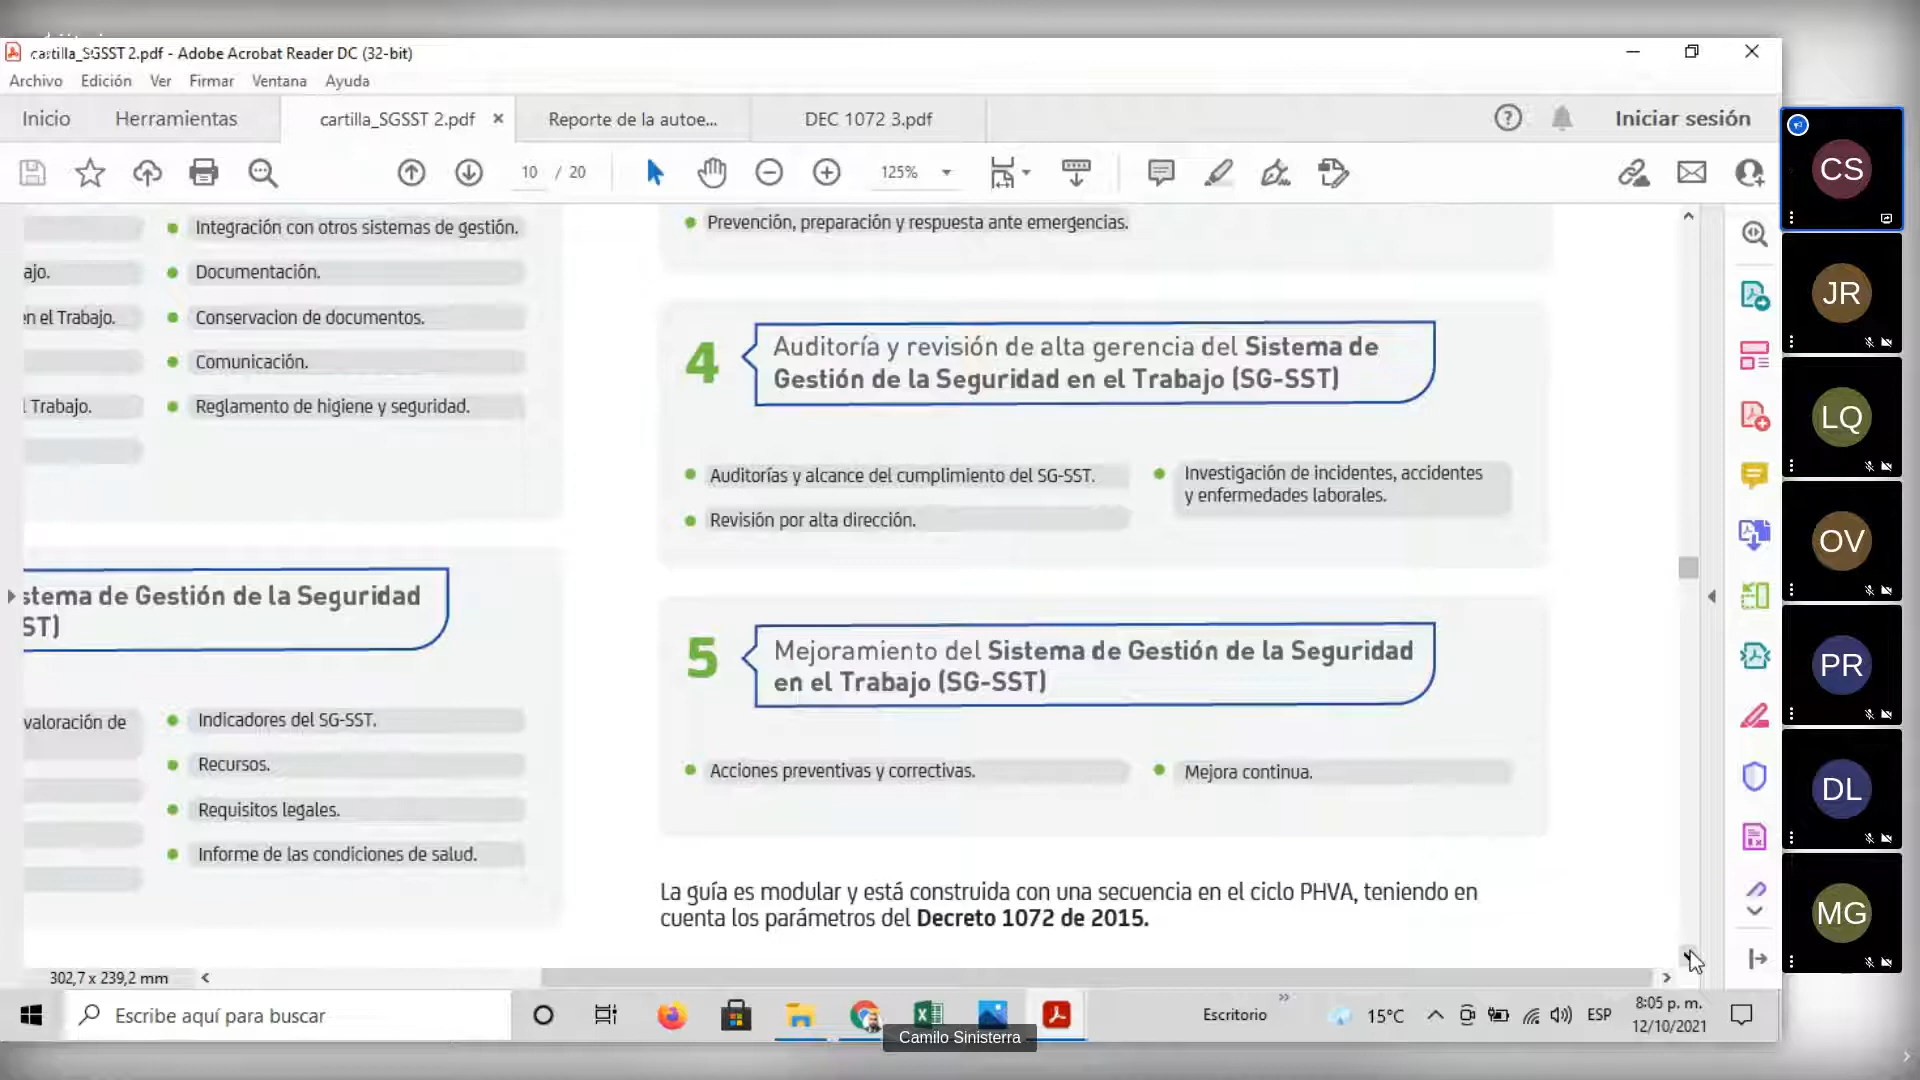 cartilla_SGSST 2.pdf - Adobe Acrobat Reader DC (32-bit)
Archivo Edición Ver Firmar Ventana Ayuda
Inicio Herramientas cartilla_SGSST 2.pdf × Reporte de la autoe... DEC 1072 3.pdf Iniciar sesión
10 / 20 125%
Integración con otros sistemas de gestión.
ajo. Documentación.
en el Trabajo. Conservacion de documentos.
Comunicación.
l Trabajo. Reglamento de higiene y seguridad.
stema de Gestión de la Seguridad
ST)
valoración de Indicadores del SG-SST.
Recursos.
Requisitos legales.
Informe de las condiciones de salud.
Prevención, preparación y respuesta ante emergencias.
4 Auditoría y revisión de alta gerencia del Sistema de
Gestión de la Seguridad en el Trabajo (SG-SST)
Auditorías y alcance del cumplimiento del SG-SST.
Revisión por alta dirección.
Investigación de incidentes, accidentes
y enfermedades laborales.
5 Mejoramiento del Sistema de Gestión de la Seguridad
en el Trabajo (SG-SST)
Acciones preventivas y correctivas. Mejora continua.
La guía es modular y está construida con una secuencia en el ciclo PHVA, teniendo en
cuenta los parámetros del Decreto 1072 de 2015.
302,7 x 239,2 mm
CS
JR
LQ
OV
PR
DL
MG
Escribe aquí para buscar
Escritorio 15°C ESP
8:05 p. m.
12/10/2021
Camilo Sinisterra